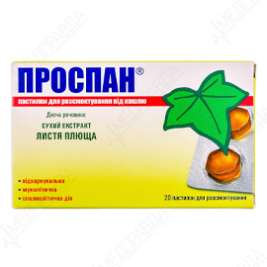 ПРОСПАН®
пастилки для розсмоктування від кашлю
Діюча речовина:
СУХИЙ ЕКСТРАКТ
ЛИСТЯ ПЛЮЩА
• відхаркувальна
• муколітична
• спазмолітична дія
20 пастилок для розсмоктування